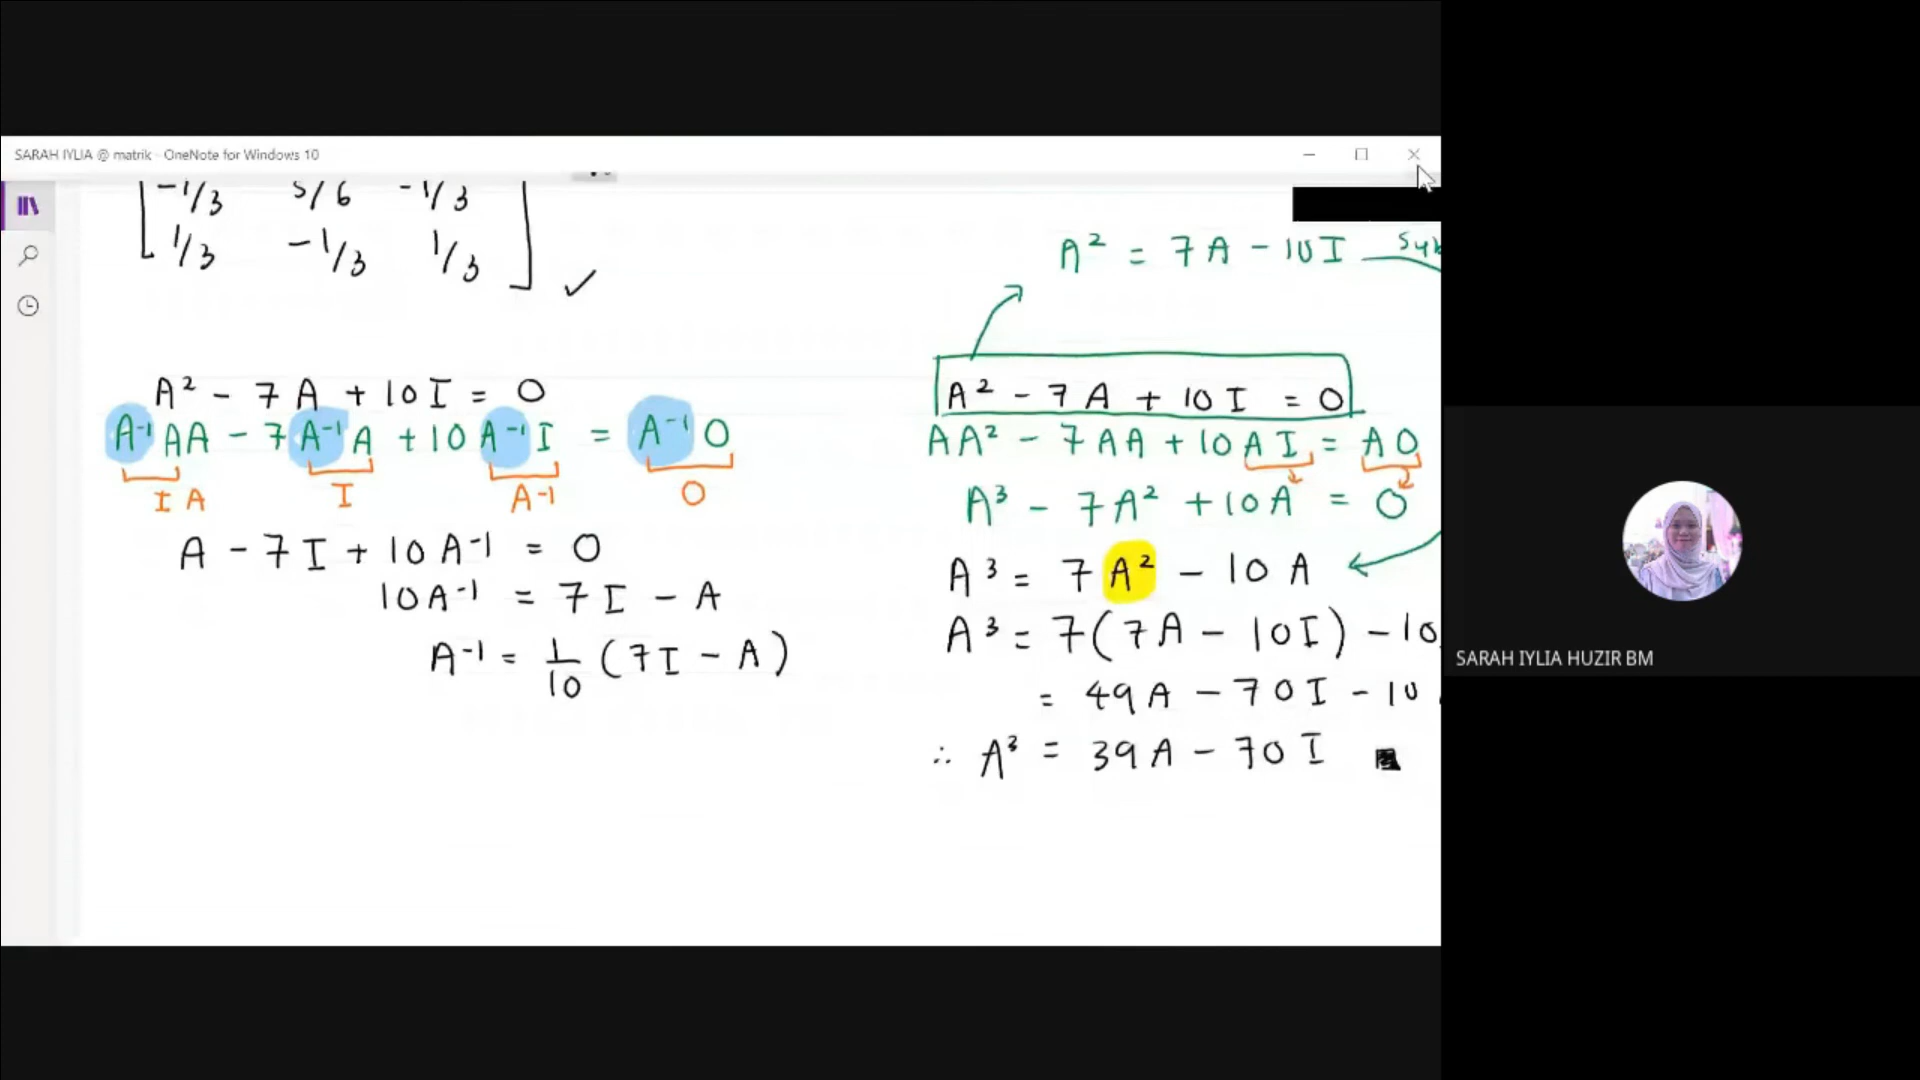 SARAH IYLIA @ matrik - OneNote for Windows 10
-1/3 5/6 -1/3
1/3 -1/3 1/3 ✓
A² - 7A + 10I = 0
A⁻¹AA - 7A⁻¹A + 10A⁻¹I = A⁻¹0
IA I A⁻¹ 0
A - 7I + 10A⁻¹ = 0
10A⁻¹ = 7I - A
A⁻¹ = 1/10 (7I - A)
A² = 7A - 10I
A² - 7A + 10I = 0
AA² - 7AA + 10AI = A0
A³ - 7A² + 10A = 0
A³ = 7A² - 10A
A³ = 7(7A - 10I) - 10
= 49A - 70I - 10
∴ A³ = 39A - 70I
SARAH IYLIA HUZIR BM